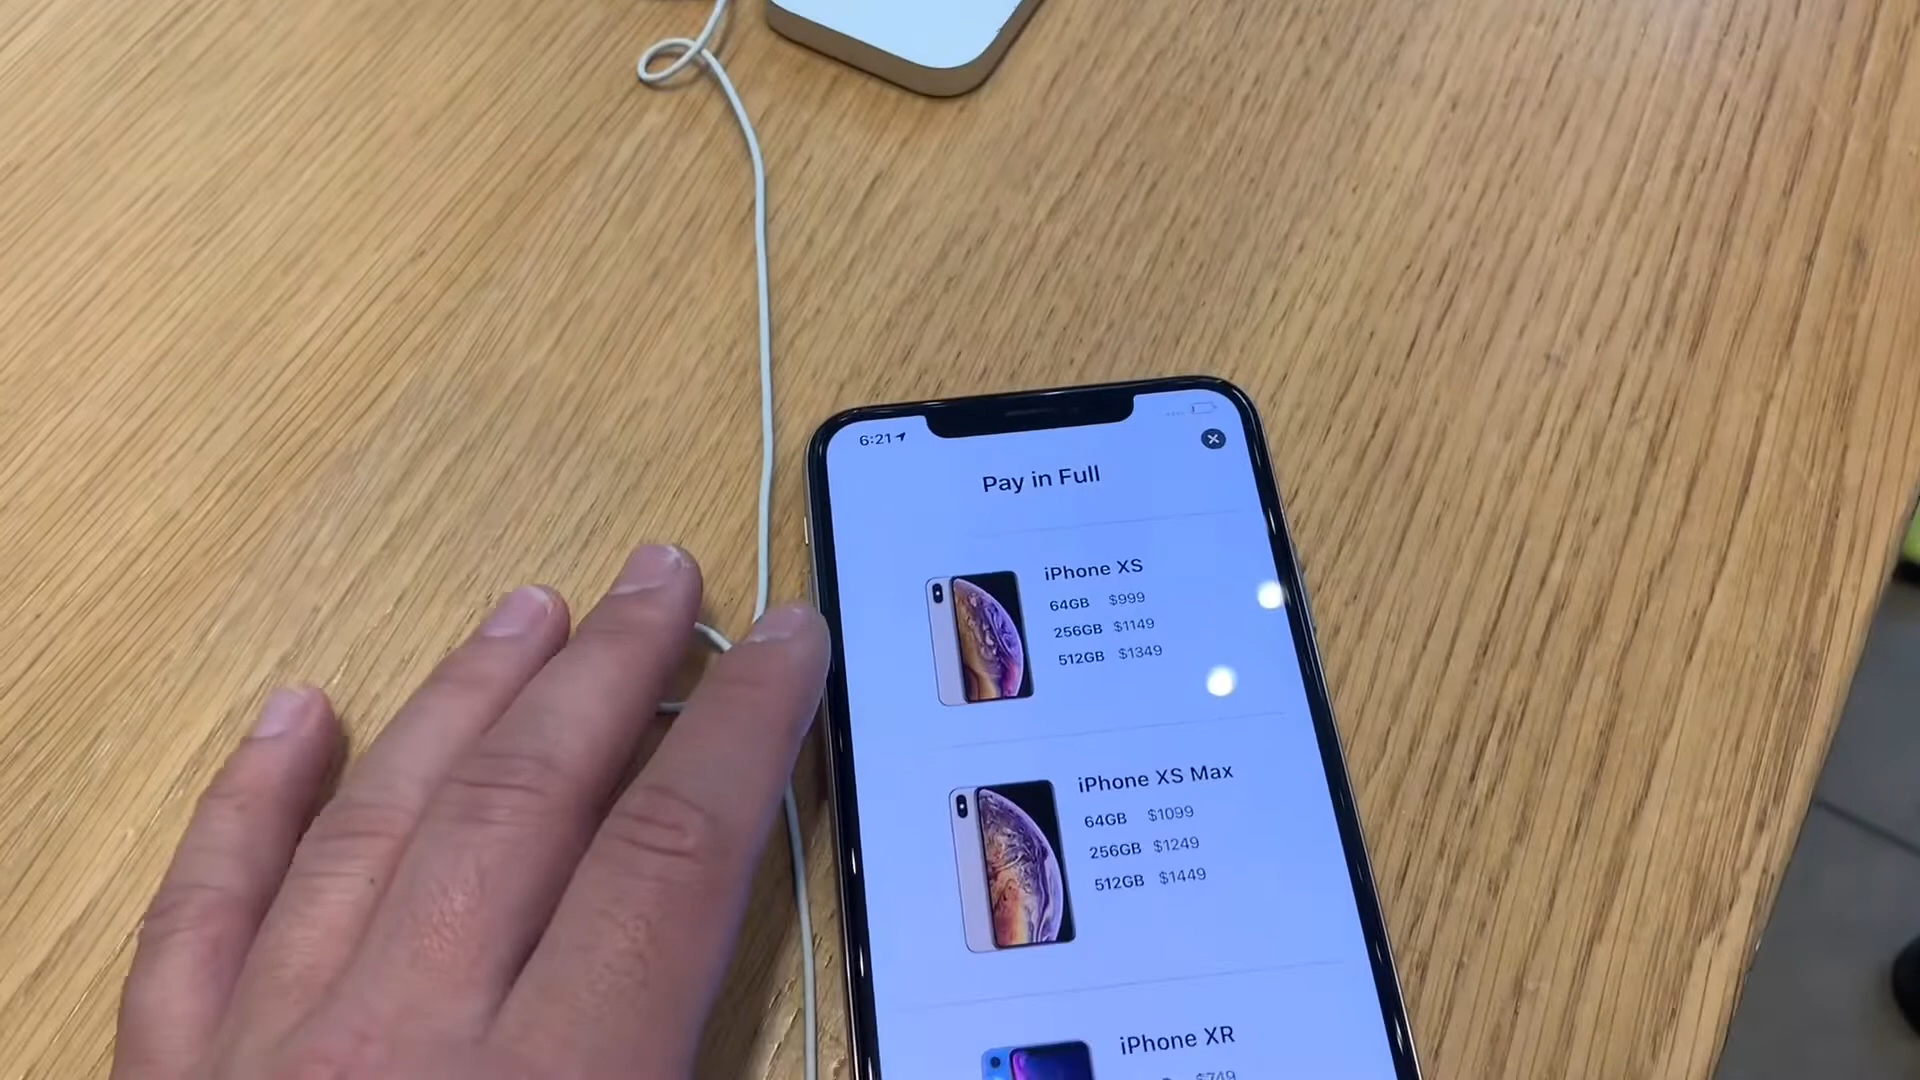 6:21
Pay in Full
iPhone XS
64GB $999
256GB $1149
512GB $1349
iPhone XS Max
64GB $1099
256GB $1249
512GB $1449
iPhone XR
$749